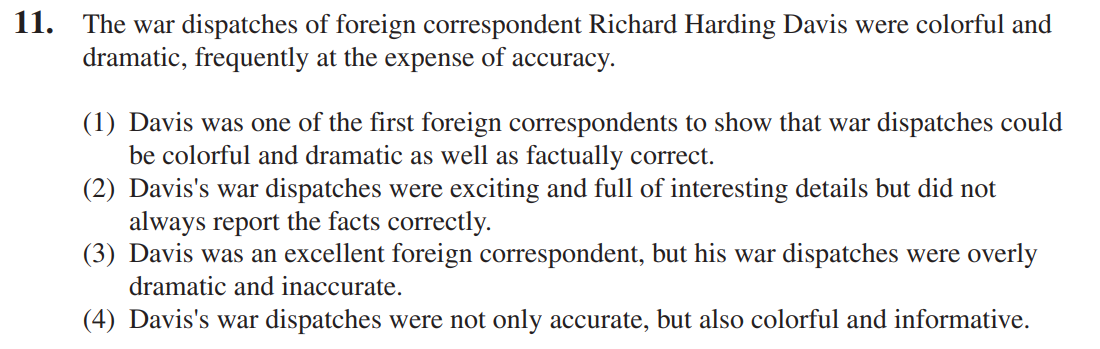 11. The war dispatches of foreign correspondent Richard Harding Davis were colorful and
dramatic, frequently at the expense of accuracy.
(1) Davis was one of the first foreign correspondents to show that war dispatches could
be colorful and dramatic as well as factually correct.
(2) Davis's war dispatches were exciting and full of interesting details but did not
always report the facts correctly.
(3) Davis was an excellent foreign correspondent, but his war dispatches were overly
dramatic and inaccurate.
(4) Davis's war dispatches were not only accurate, but also colorful and informative.